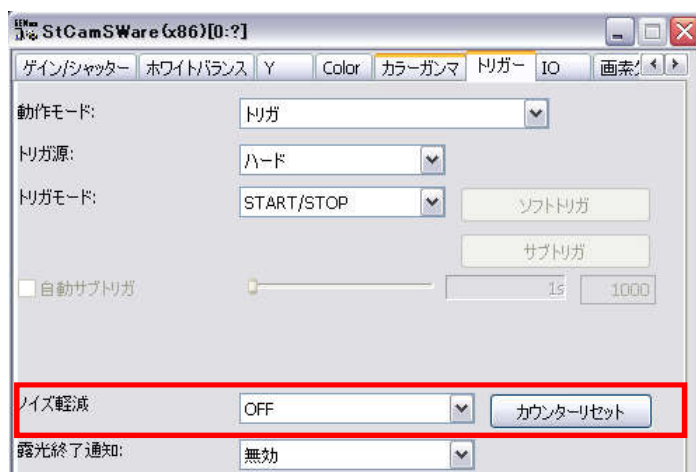 StCamSWare(x86)[0:?]
ゲイン/シャッター ホワイトバランス Y Color カラーガンマ トリガー IO 画素
動作モード: トリガ
トリガ源: ハード
トリガモード: START/STOP ソフトトリガ
サブトリガ
自動サブトリガ 1s 1000
ノイズ軽減 OFF カウンターリセット
露光終了通知: 無効